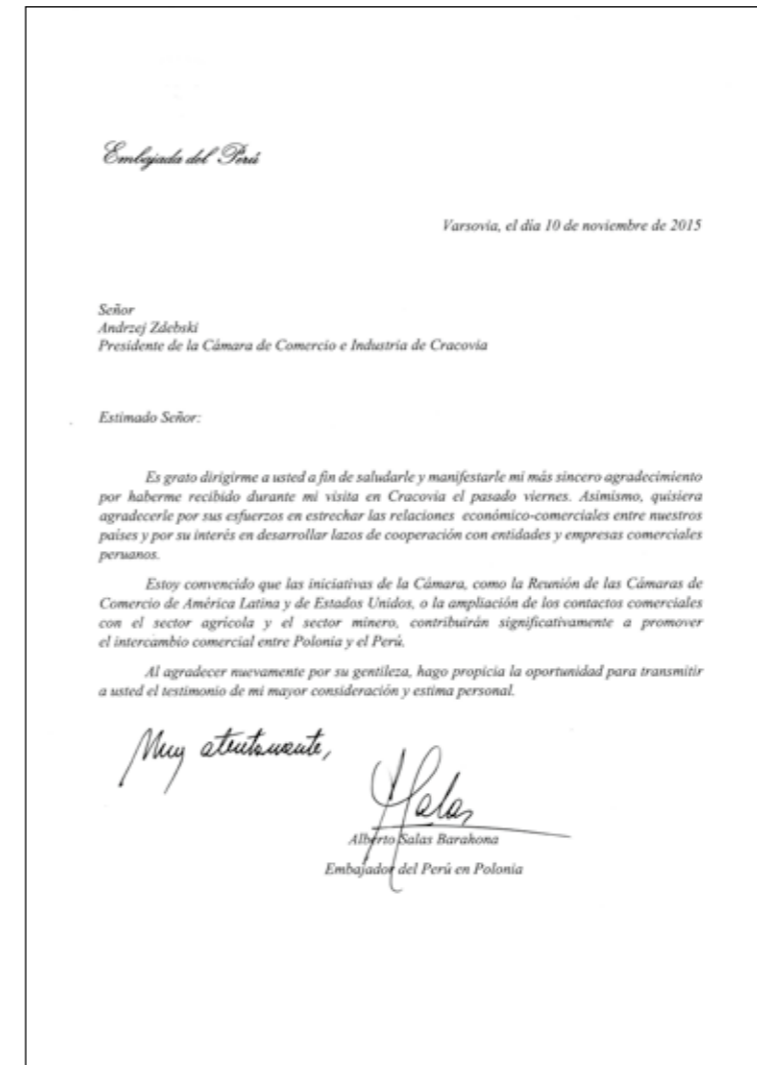 Embajada del Perú
Varsovia, el día 10 de noviembre de 2015
Señor
Andrzej Zdebski
Presidente de la Cámara de Comercio e Industria de Cracovia
Estimado Señor:
Es grato dirigirme a usted a fin de saludarle y manifestarle mi más sincero agradecimiento
por haberme recibido durante mi visita en Cracovia el pasado viernes. Asimismo, quisiera
agradecerle por sus esfuerzos en estrechar las relaciones económico-comerciales entre nuestros
países y por su interés en desarrollar lazos de cooperación con entidades y empresas comerciales
peruanos.
Estoy convencido que las iniciativas de la Cámara, como la Reunión de las Cámaras de
Comercio de América Latina y de Estados Unidos, o la ampliación de los contactos comerciales
con el sector agrícola y el sector minero, contribuirán significativamente a promover
el intercambio comercial entre Polonia y el Perú.
Al agradecer nuevamente por su gentileza, hago propicia la oportunidad para transmitir
a usted el testimonio de mi mayor consideración y estima personal.
Muy atentamente,
Salas
Alberto Salas Barahona
Embajador del Perú en Polonia